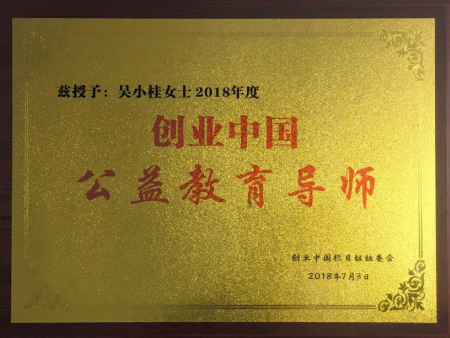 兹授予：吴小桂女士 2018年度
创业中国
公益教育导师
创业中国栏目组组委会
2018年7月3日